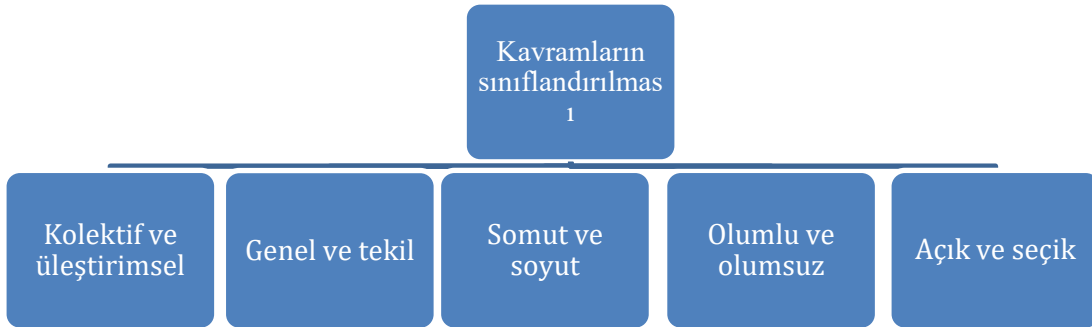 Kavramların
sınıflandırılmas
ı
Kolektif ve
üleştirimsel
Genel ve tekil
Somut ve
soyut
Olumlu ve
olumsuz
Açık ve seçik